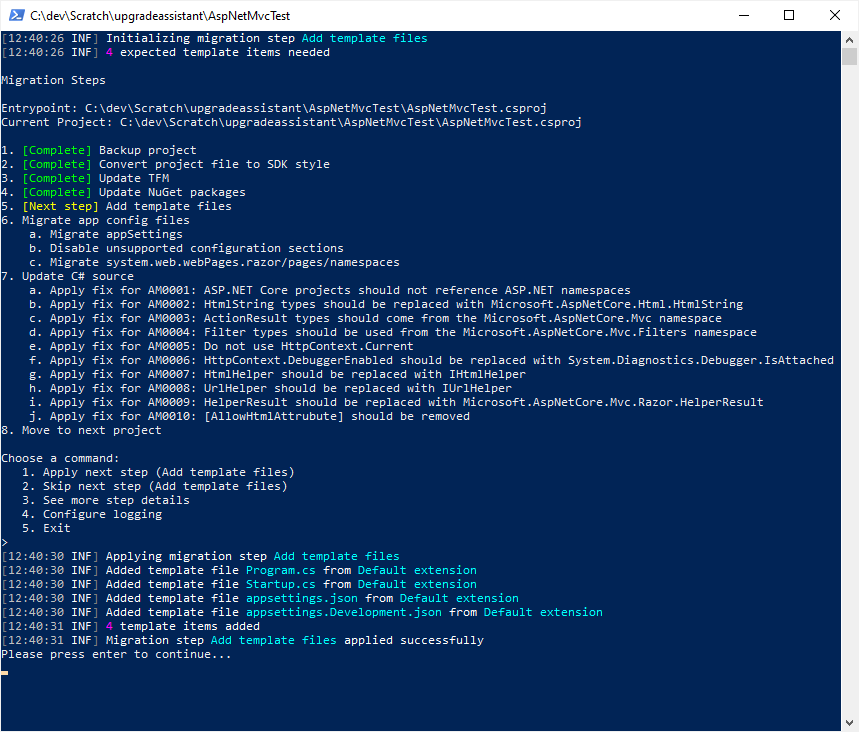 C:\dev\Scratch\upgradeassistant\AspNetMvcTest
[12:40:26 INF] Initializing migration step Add template files
[12:40:26 INF] 4 expected template items needed
Migration Steps
Entrypoint: C:\dev\Scratch\upgradeassistant\AspNetMvcTest\AspNetMvcTest.csproj
Current Project: C:\dev\Scratch\upgradeassistant\AspNetMvcTest\AspNetMvcTest.csproj
1. [Complete] Backup project
2. [Complete] Convert project file to SDK style
3. [Complete] Update TFM
4. [Complete] Update NuGet packages
5. [Next step] Add template files
6. Migrate app config files
a. Migrate appSettings
b. Disable unsupported configuration sections
c. Migrate system.web.webPages.razor/pages/namespaces
7. Update C# source
a. Apply fix for AM0001: ASP.NET Core projects should not reference ASP.NET namespaces
b. Apply fix for AM0002: HtmlString types should be replaced with Microsoft.AspNetCore.Html.HtmlString
c. Apply fix for AM0003: ActionResult types should come from the Microsoft.AspNetCore.Mvc namespace
d. Apply fix for AM0004: Filter types should be used from the Microsoft.AspNetCore.Mvc.Filters namespace
e. Apply fix for AM0005: Do not use HttpContext.Current
f. Apply fix for AM0006: HttpContext.DebuggerEnabled should be replaced with System.Diagnostics.Debugger.IsAttached
g. Apply fix for AM0007: HtmlHelper should be replaced with IHtmlHelper
h. Apply fix for AM0008: UrlHelper should be replaced with IUrlHelper
i. Apply fix for AM0009: HelperResult should be replaced with Microsoft.AspNetCore.Mvc.Razor.HelperResult
j. Apply fix for AM0010: [AllowHtmlAttrubute] should be removed
8. Move to next project
Choose a command:
1. Apply next step (Add template files)
2. Skip next step (Add template files)
3. See more step details
4. Configure logging
5. Exit
>
[12:40:30 INF] Applying migration step Add template files
[12:40:30 INF] Added template file Program.cs from Default extension
[12:40:30 INF] Added template file Startup.cs from Default extension
[12:40:30 INF] Added template file appsettings.json from Default extension
[12:40:30 INF] Added template file appsettings.Development.json from Default extension
[12:40:31 INF] 4 template items added
[12:40:31 INF] Migration step Add template files applied successfully
Please press enter to continue...